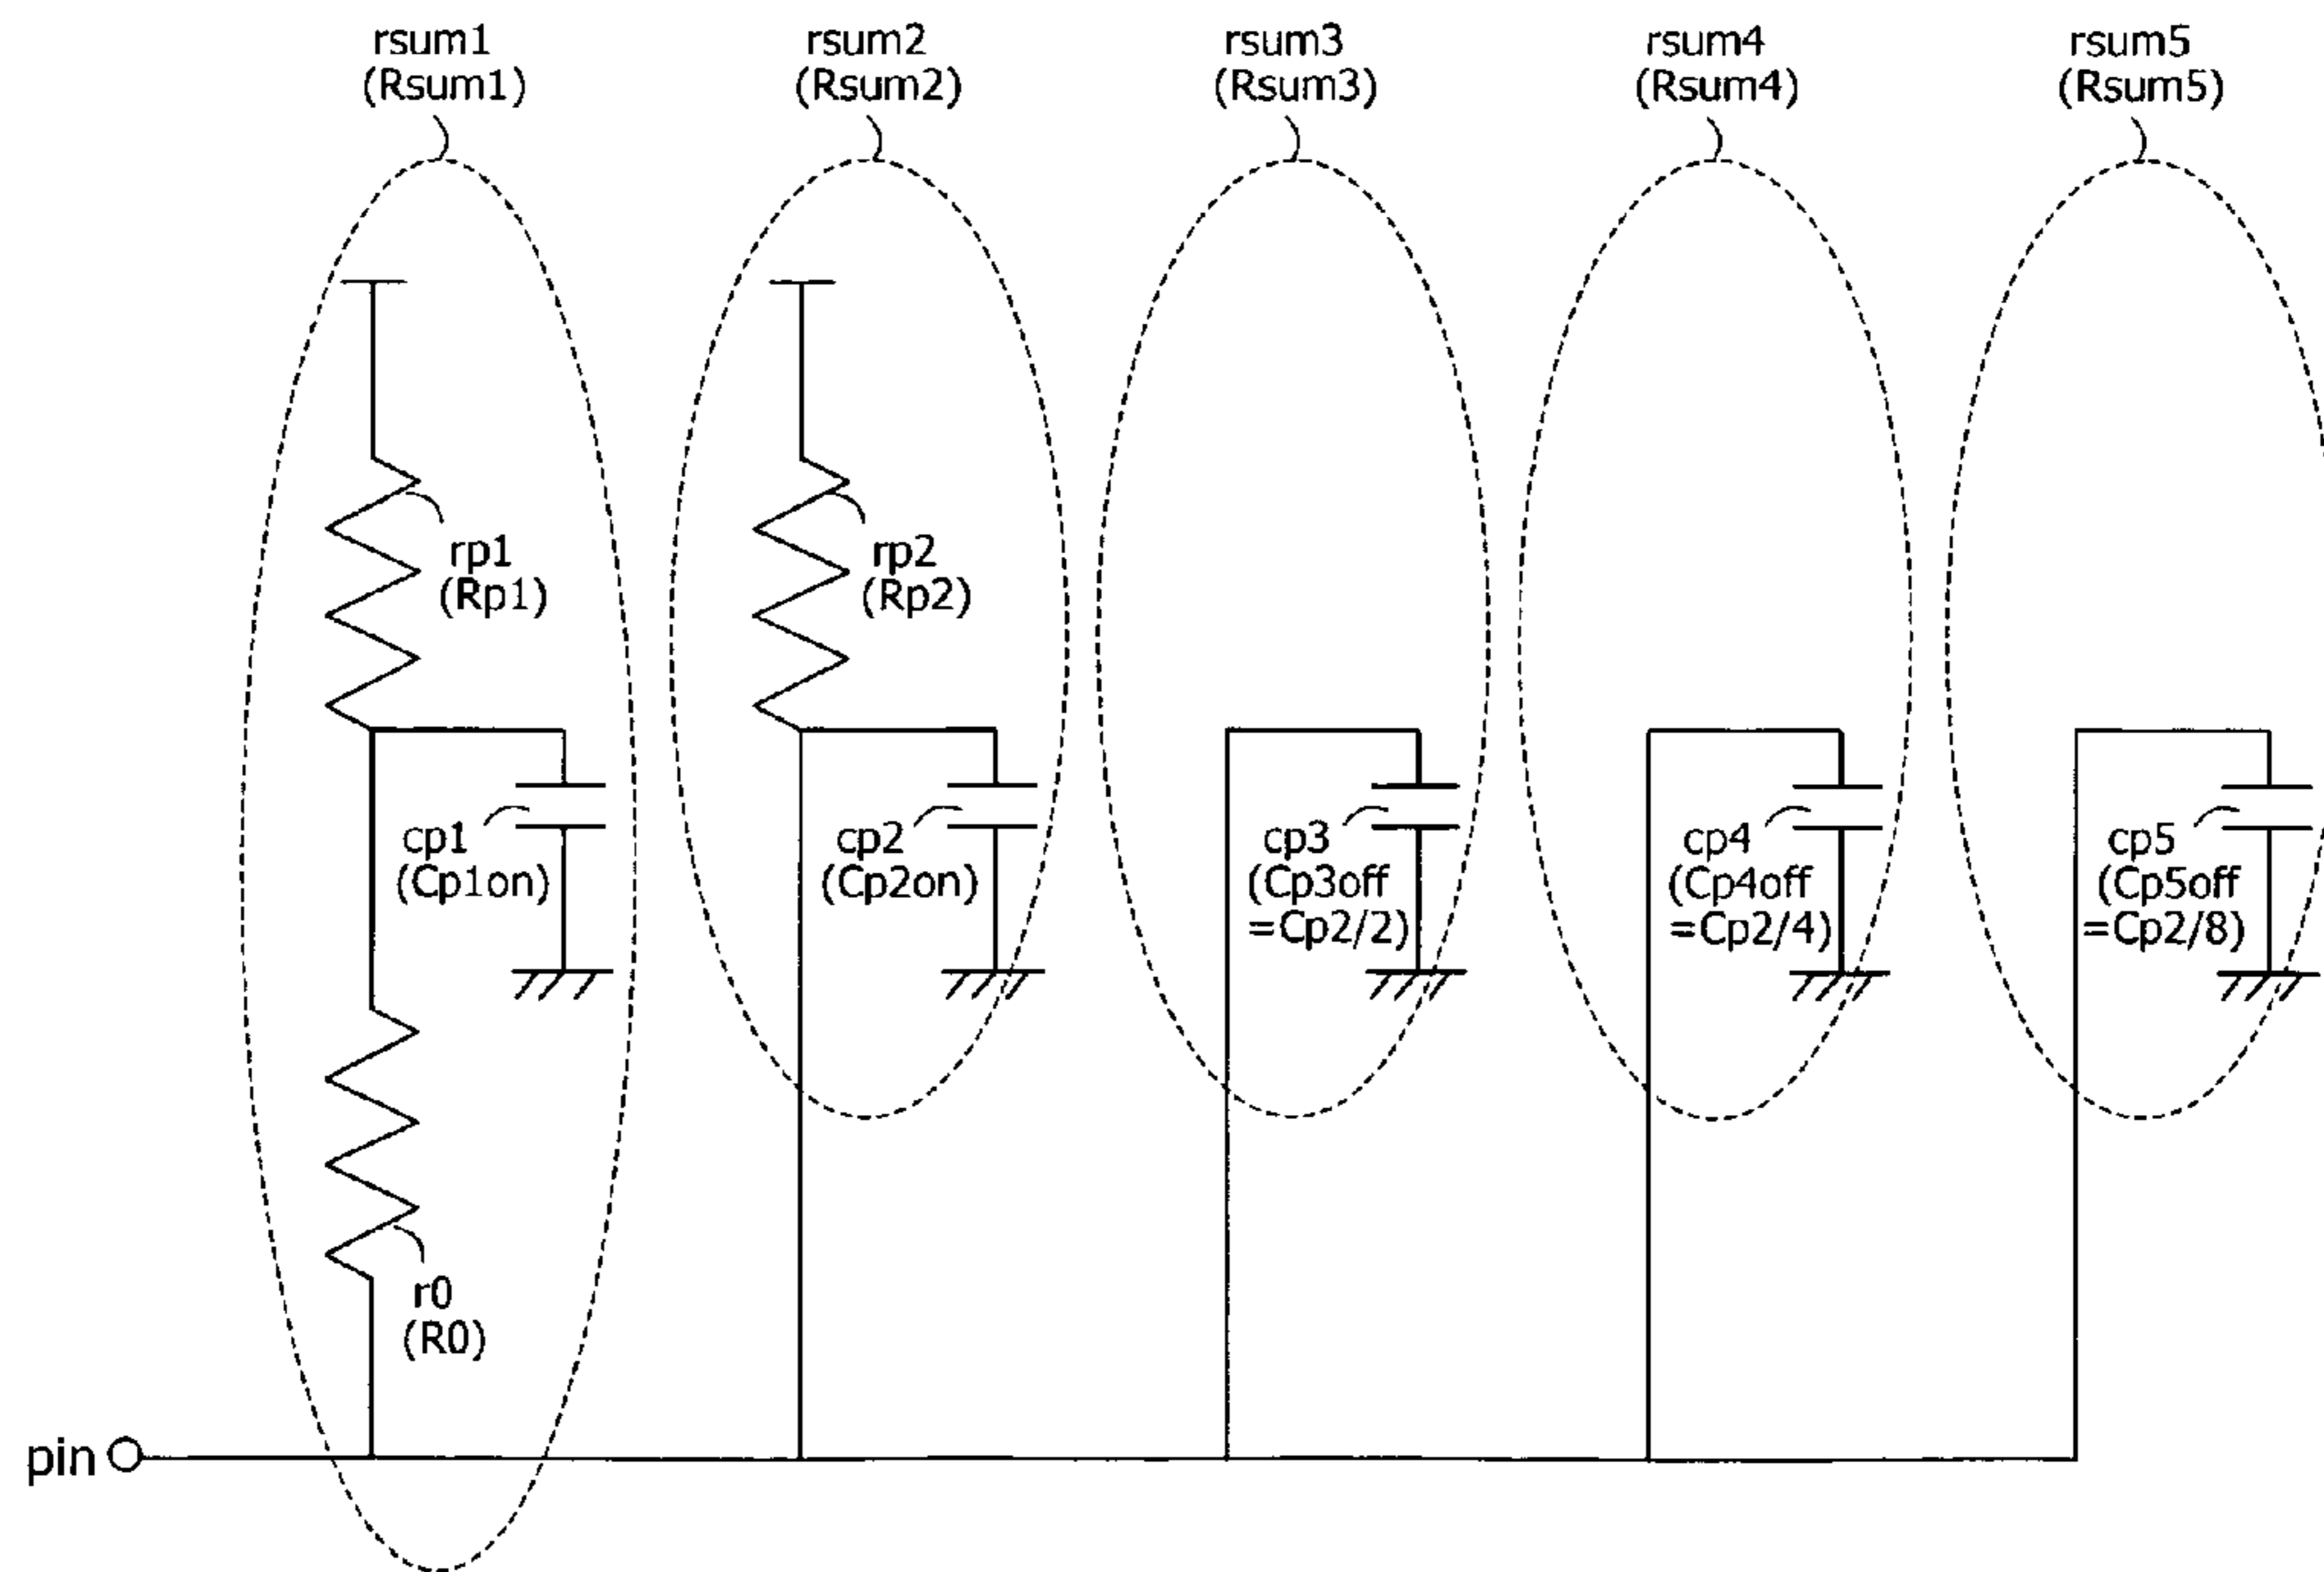 rsum1
(Rsum1)
rsum2
(Rsum2)
rsum3
(Rsum3)
rsum4
(Rsum4)
rsum5
(Rsum5)
rp1
(Rp1)
rp2
(Rp2)
cp1
(Cp1on)
cp2
(Cp2on)
cp3
(Cp3off
=Cp2/2)
cp4
(Cp4off
=Cp2/4)
cp5
(Cp5off
=Cp2/8)
r0
(R0)
pin